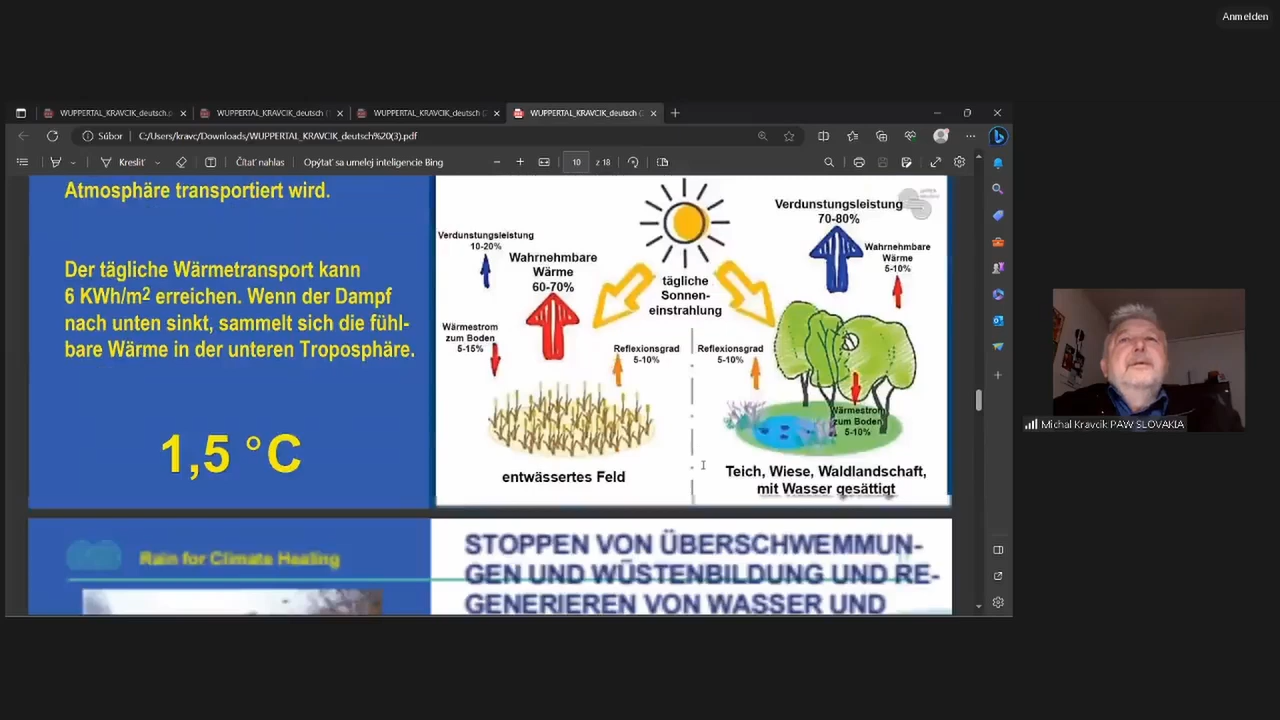 Anmelden
WUPPERTAL_KRAVCIK_deutsch.p
WUPPERTAL_KRAVCIK_deutsch (1
WUPPERTAL_KRAVCIK_deutsch (2
WUPPERTAL_KRAVCIK_deutsch (
Súbor
C:/Users/kravc/Downloads/WUPPERTAL_KRAVCIK_deutsch%20(3).pdf
Kresliť
Čítať nahlas
Opýtať sa umelej inteligencie Bing
10 z 18
Atmosphäre transportiert wird.
Der tägliche Wärmetransport kann
6 KWh/m² erreichen. Wenn der Dampf
nach unten sinkt, sammelt sich die fühl-
bare Wärme in der unteren Troposphäre.
1,5 °C
Verdunstungsleistung
10-20%
Wahrnehmbare
Wärme
60-70%
Wärmestrom
zum Boden
5-15%
Reflexionsgrad
5-10%
entwässertes Feld
tägliche
Sonnen-
einstrahlung
Verdunstungsleistung
70-80%
Wahrnehmbare
Wärme
5-10%
Reflexionsgrad
5-10%
Wärmestrom
zum Boden
5-10%
Teich, Wiese, Waldlandschaft,
mit Wasser gesättigt
Rain for Climate Healing
STOPPEN VON ÜBERSCHWEMMUN-
GEN UND WÜSTENBILDUNG UND RE-
GENERIEREN VON WASSER UND
Michal Kravcik PAW SLOVAKIA